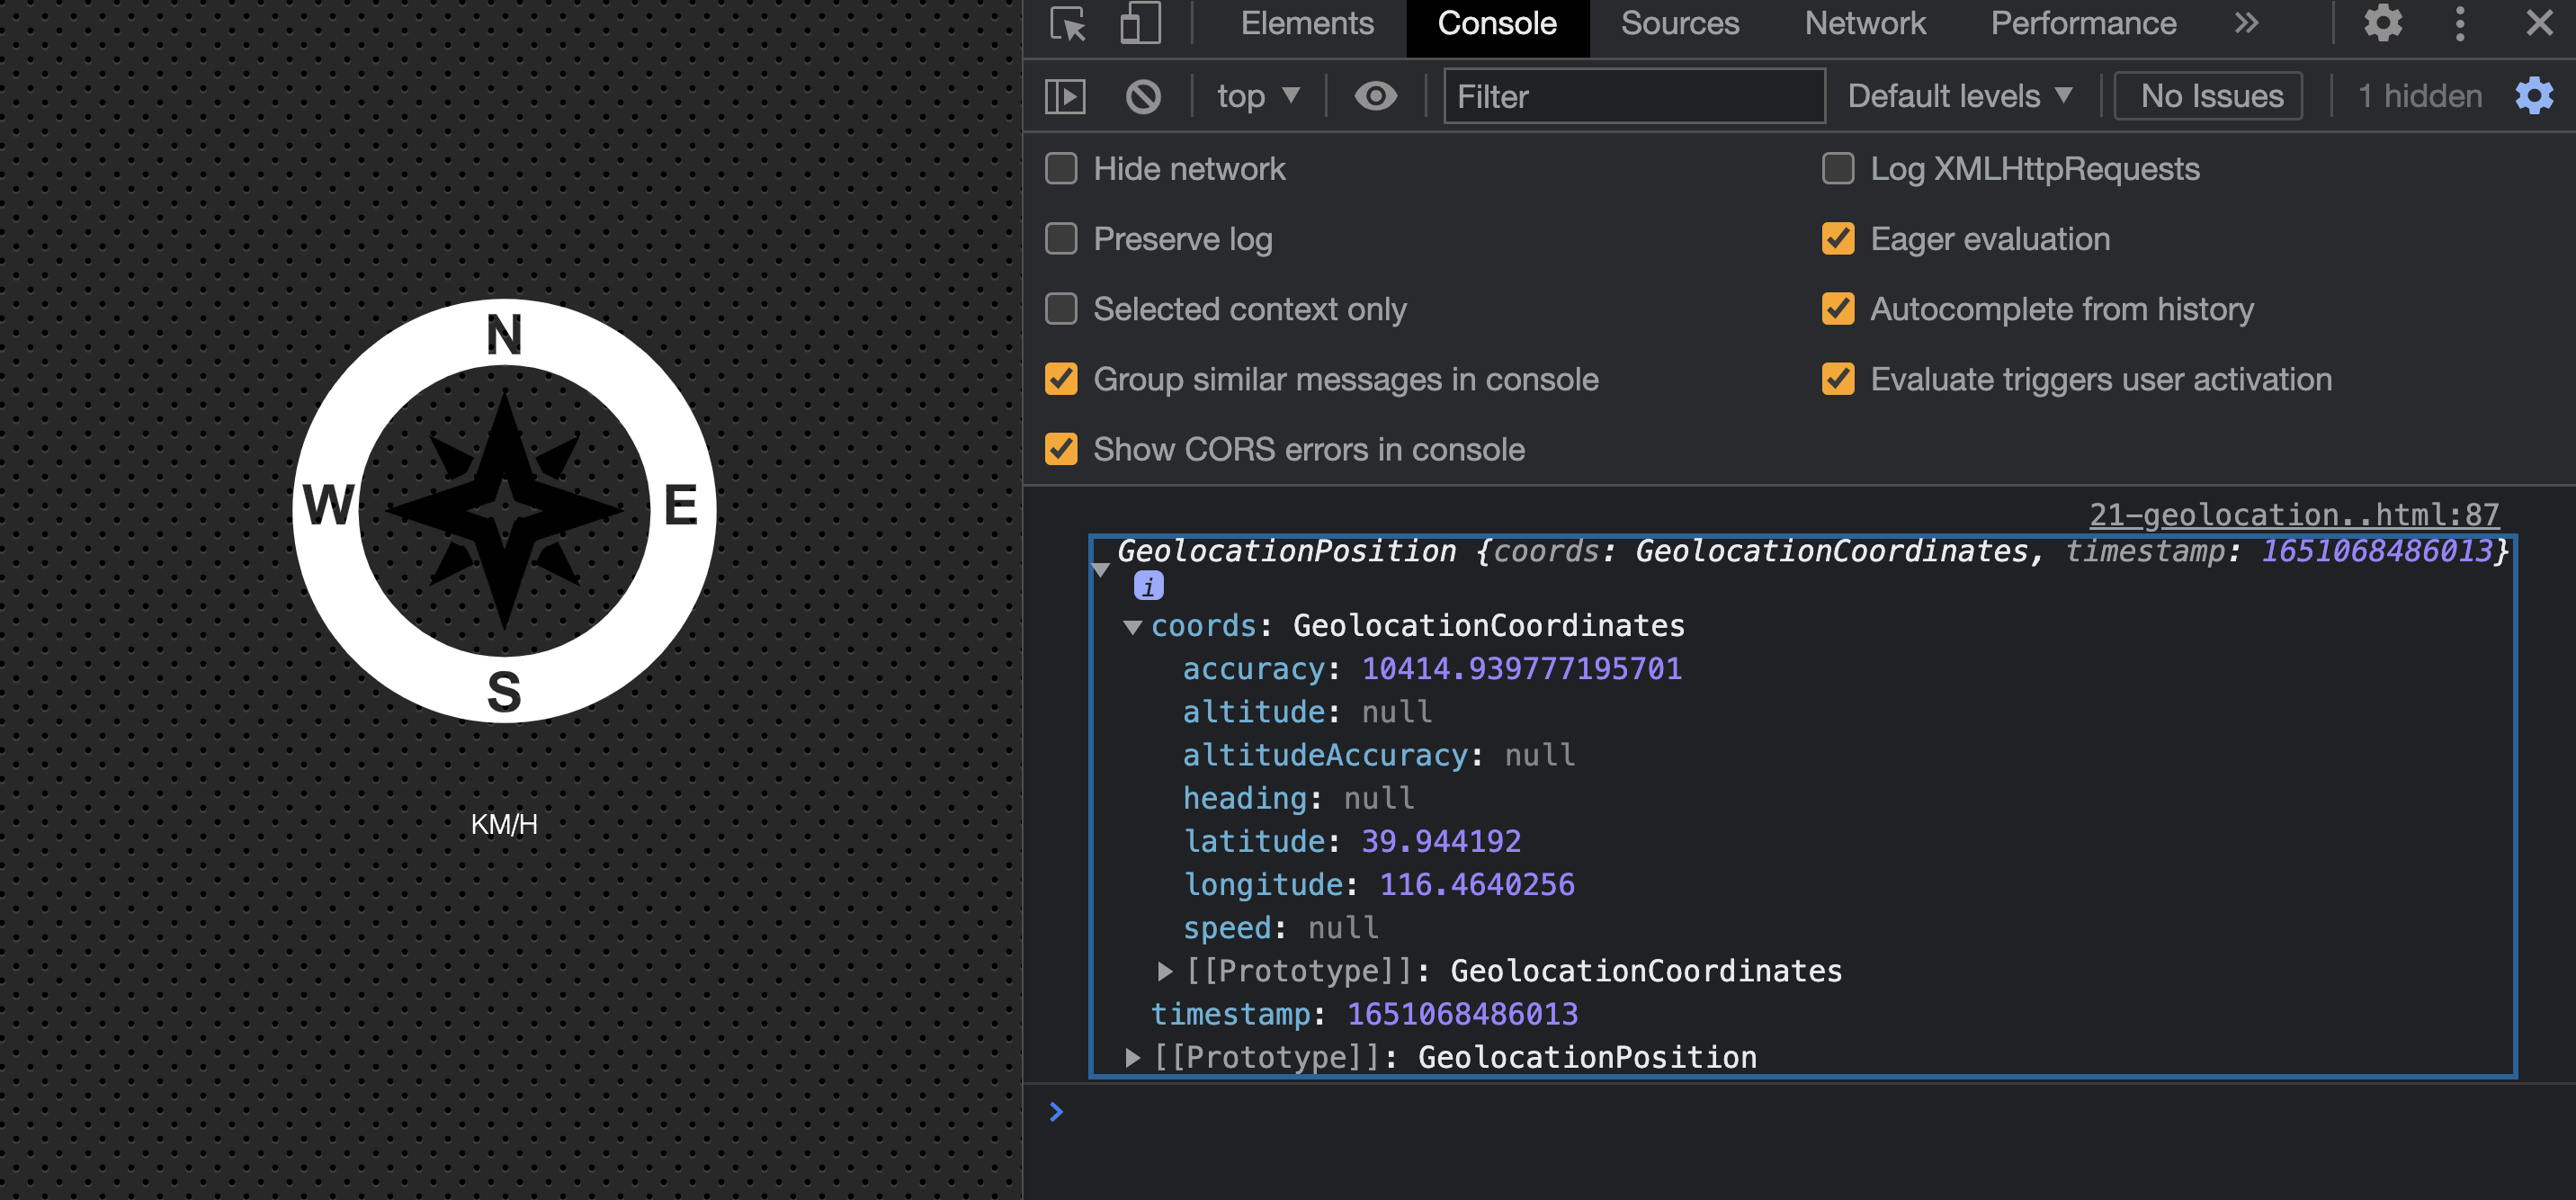 N
W
E
S
KM/H
Elements Console Sources Network Performance
top Filter Default levels No Issues 1 hidden
Hide network Log XMLHttpRequests
Preserve log Eager evaluation
Selected context only Autocomplete from history
Group similar messages in console Evaluate triggers user activation
Show CORS errors in console
21-geolocation..html:87
GeolocationPosition {coords: GeolocationCoordinates, timestamp: 1651068486013}
i
coords: GeolocationCoordinates
accuracy: 10414.939777195701
altitude: null
altitudeAccuracy: null
heading: null
latitude: 39.944192
longitude: 116.4640256
speed: null
[[Prototype]]: GeolocationCoordinates
timestamp: 1651068486013
[[Prototype]]: GeolocationPosition